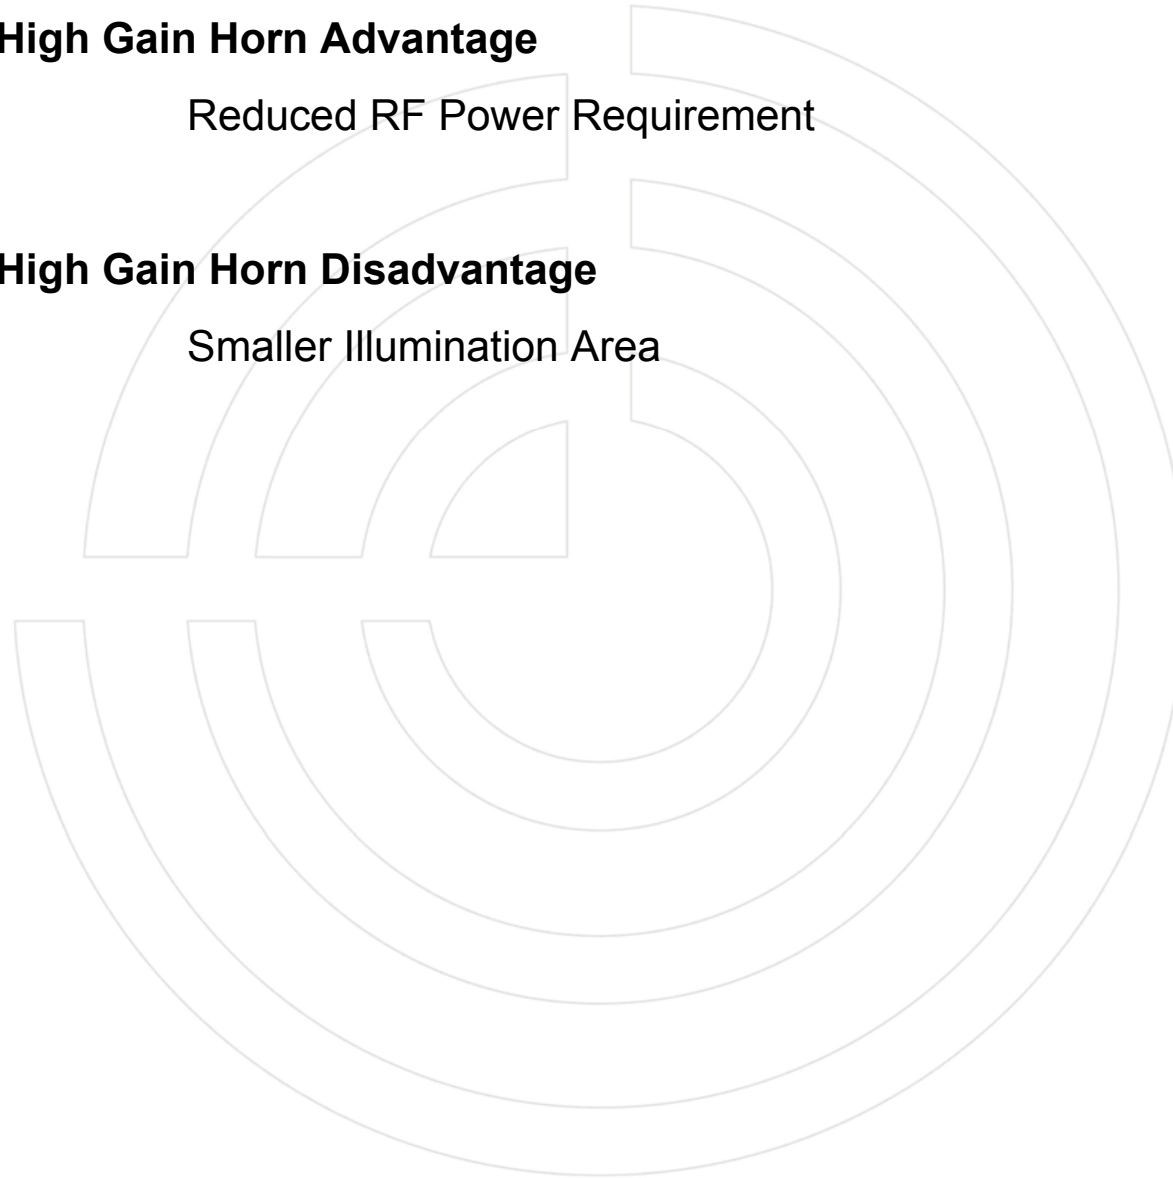 High Gain Horn Advantage
Reduced RF Power Requirement
High Gain Horn Disadvantage
Smaller Illumination Area